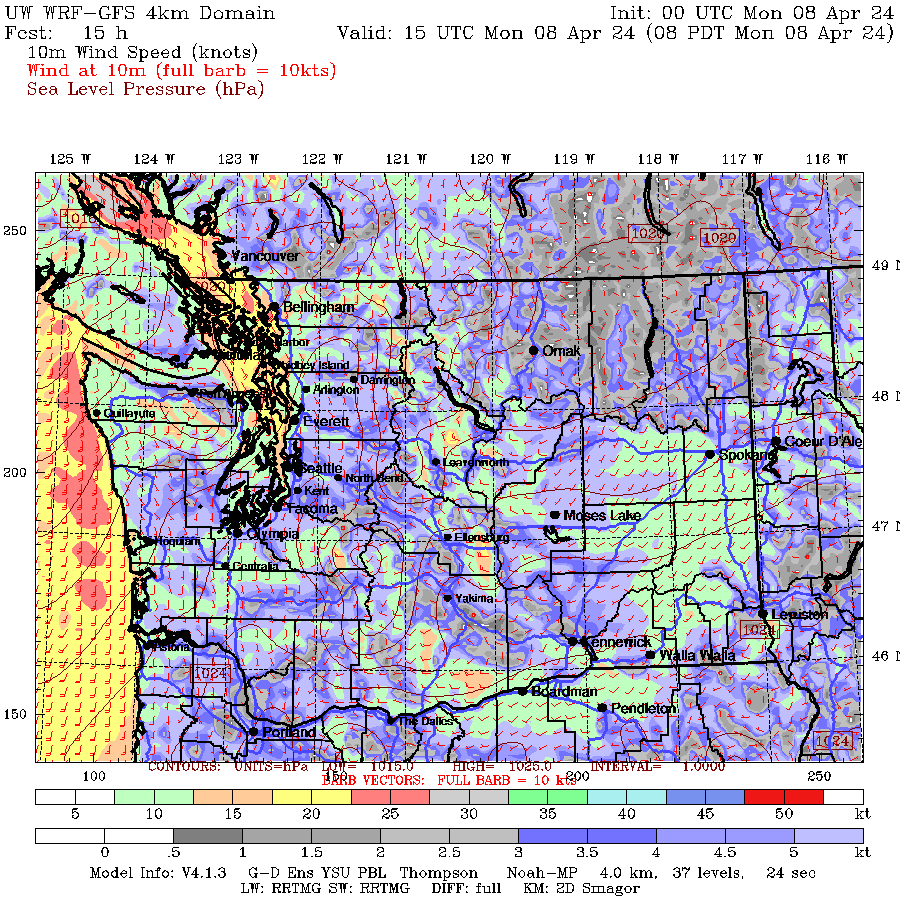 UW WRF-GFS 4km Domain Init: 00 UTC Mon 08 Apr 24
Fcst: 15 h Valid: 15 UTC Mon 08 Apr 24 (08 PDT Mon 08 Apr 24)
10m Wind Speed (knots)
Wind at 10m (full barb = 10kts)
Sea Level Pressure (hPa)
125 W 124 W 123 W 122 W 121 W 120 W 119 W 118 W 117 W 116 W
250
1020
Vancouver
49 N
Bellingham
Omak
Darrington
Arlington
48 N
Quillayute
Everett
Coeur D'Ale
Spokane
Leavenworth
200
Seattle
North Bend
Kent
Tacoma
Moses Lake
47 N
Olympia
Hoquiam
Ellensburg
Centralia
Yakima
Lewiston
1024
Kennewick
Astoria
Walla Walla
46 N
1024
Boardman
Pendleton
150
The Dalles
Portland
1024
CONTOURS: UNITS=hPa LOW= 1015.0 HIGH= 1025.0 INTERVAL= 1.0000
100 150 200 250
BARB VECTORS: FULL BARB = 10 kts
5 10 15 20 25 30 35 40 45 50 kt
0 .5 1 1.5 2 2.5 3 3.5 4 4.5 5 kt
Model Info: V4.1.3 G-D Ens YSU PBL Thompson Noah-MP 4.0 km, 37 levels, 24 sec
LW: RRTMG SW: RRTMG DIFF: full KM: 2D Smagor